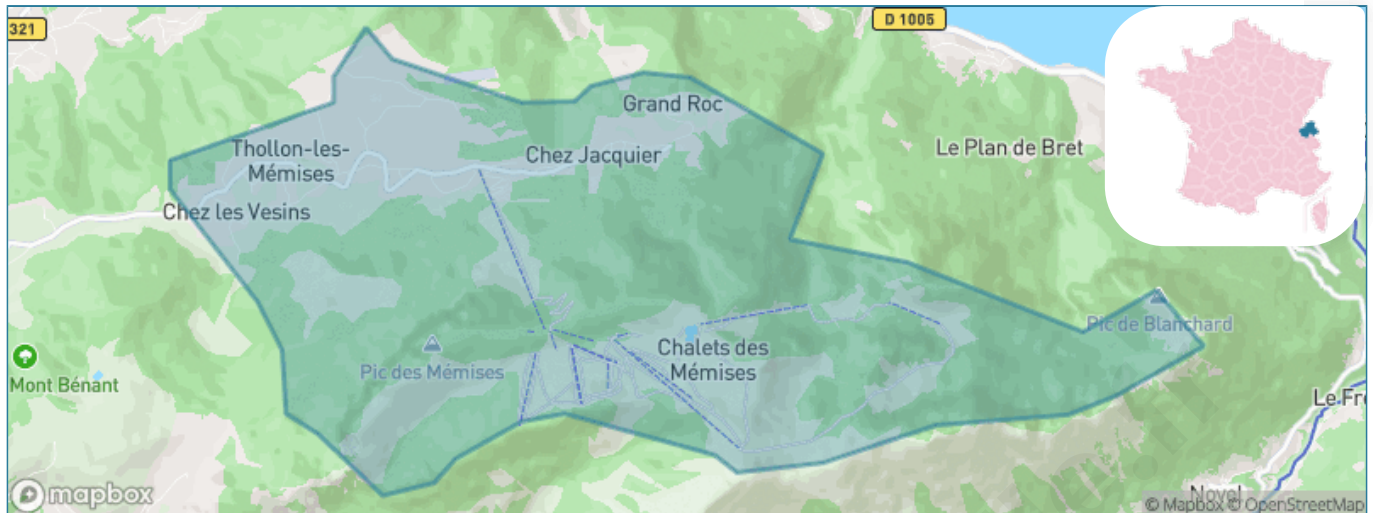 321
D 1005
Grand Roc
Thollon-les-
Mémises
Chez Jacquier
Le Plan de Bret
Chez les Vesins
Pic de Blanchard
Chalets des
Mémises
Pic des Mémises
Mont Bénant
Le Fre
Novel
mapbox
© Mapbox © OpenStreetMap